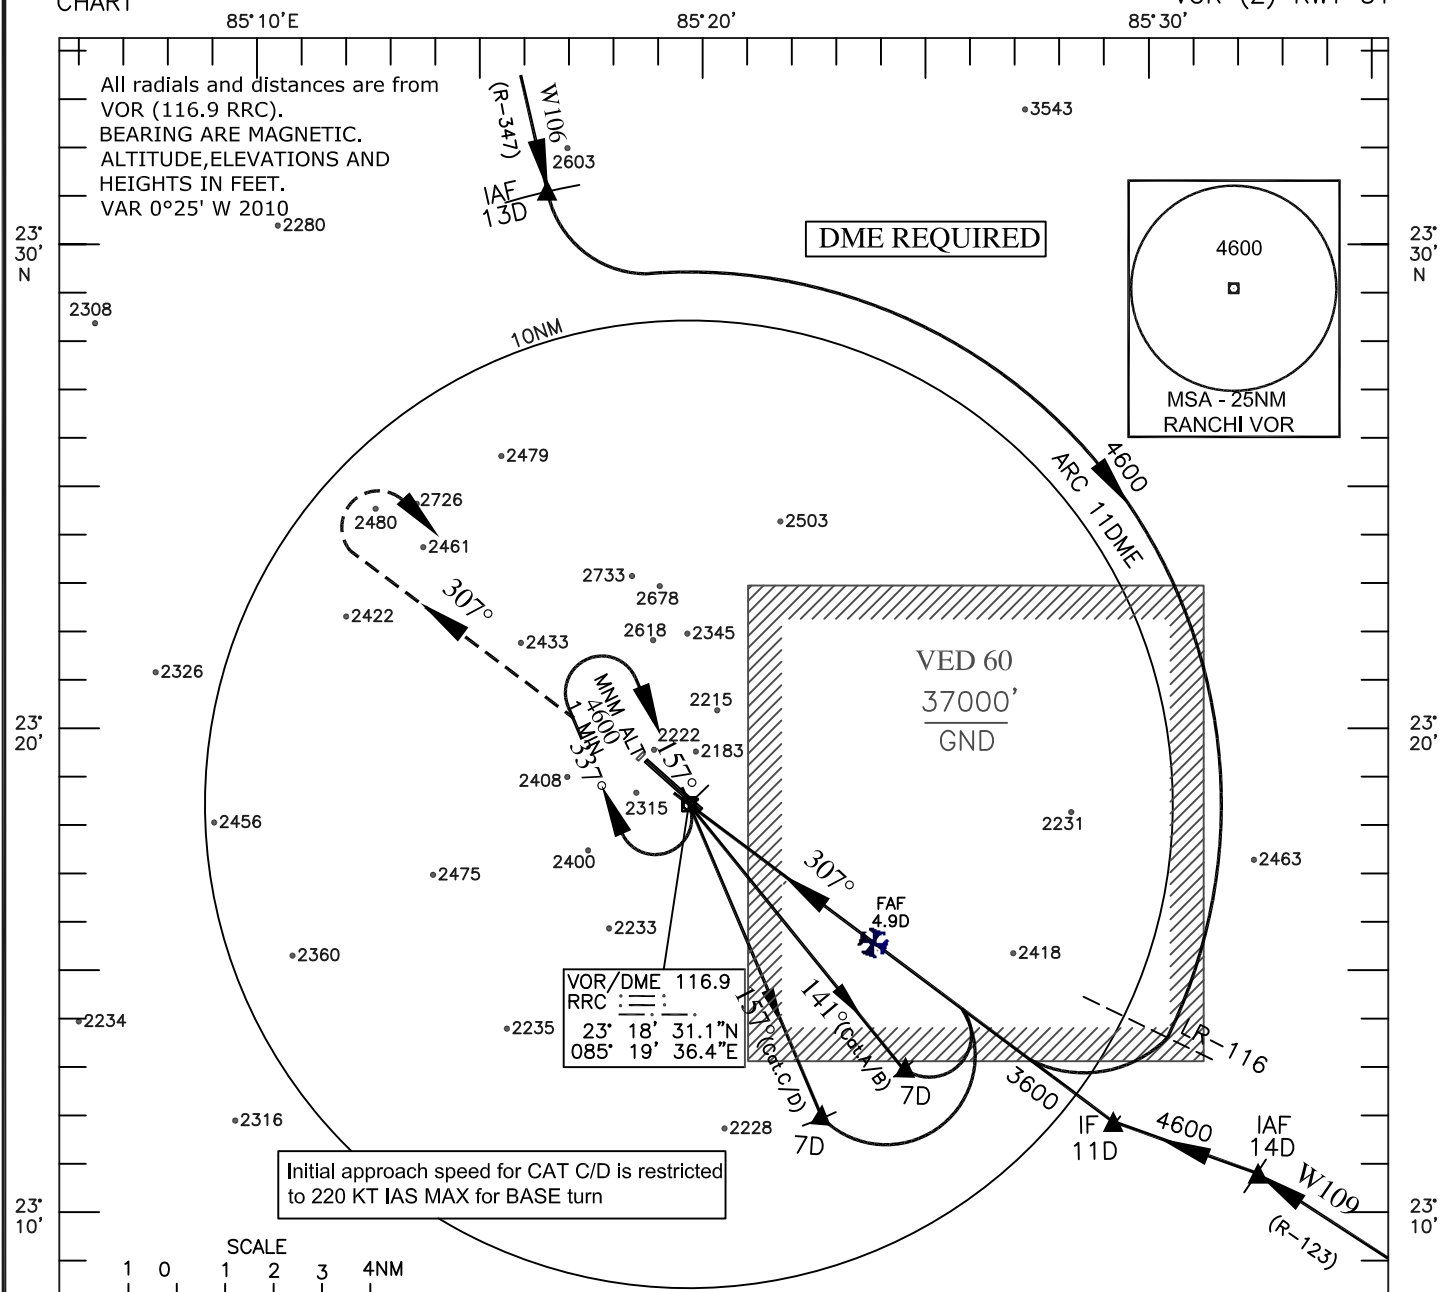 CHART
85°10'E
85°20'
85°30'
All radials and distances are from
VOR (116.9 RRC).
BEARING ARE MAGNETIC.
ALTITUDE,ELEVATIONS AND
HEIGHTS IN FEET.
VAR 0°25' W 2010
W106
(R-347)
2603
IAF
13D
3543
2280
DME REQUIRED
4600
MSA - 25NM
RANCHI VOR
23°
30'
N
23°
30'
N
2308
10NM
4600
ARC 11DME
2479
2726
2480
2461
2503
307°
2733
2678
2422
2618
2345
2433
2326
VED 60
37000'
GND
MNM ALT
4600
1 MIN
337°
157°
2215
2222
2183
23°
20'
23°
20'
2408
2315
2456
2231
2400
2475
2463
307°
FAF
4.9D
2233
2418
2360
VOR/DME 116.9
RRC
23° 18' 31.1"N
085° 19' 36.4"E
157°(Cat.C/D)
141°(Cat.A/B)
2234
2235
LR-116
7D
7D
3600
IF
11D
4600
IAF
14D
W109
(R-123)
2316
2228
Initial approach speed for CAT C/D is restricted
to 220 KT IAS MAX for BASE turn
23°
10'
23°
10'
SCALE
1 0 1 2 3 4NM